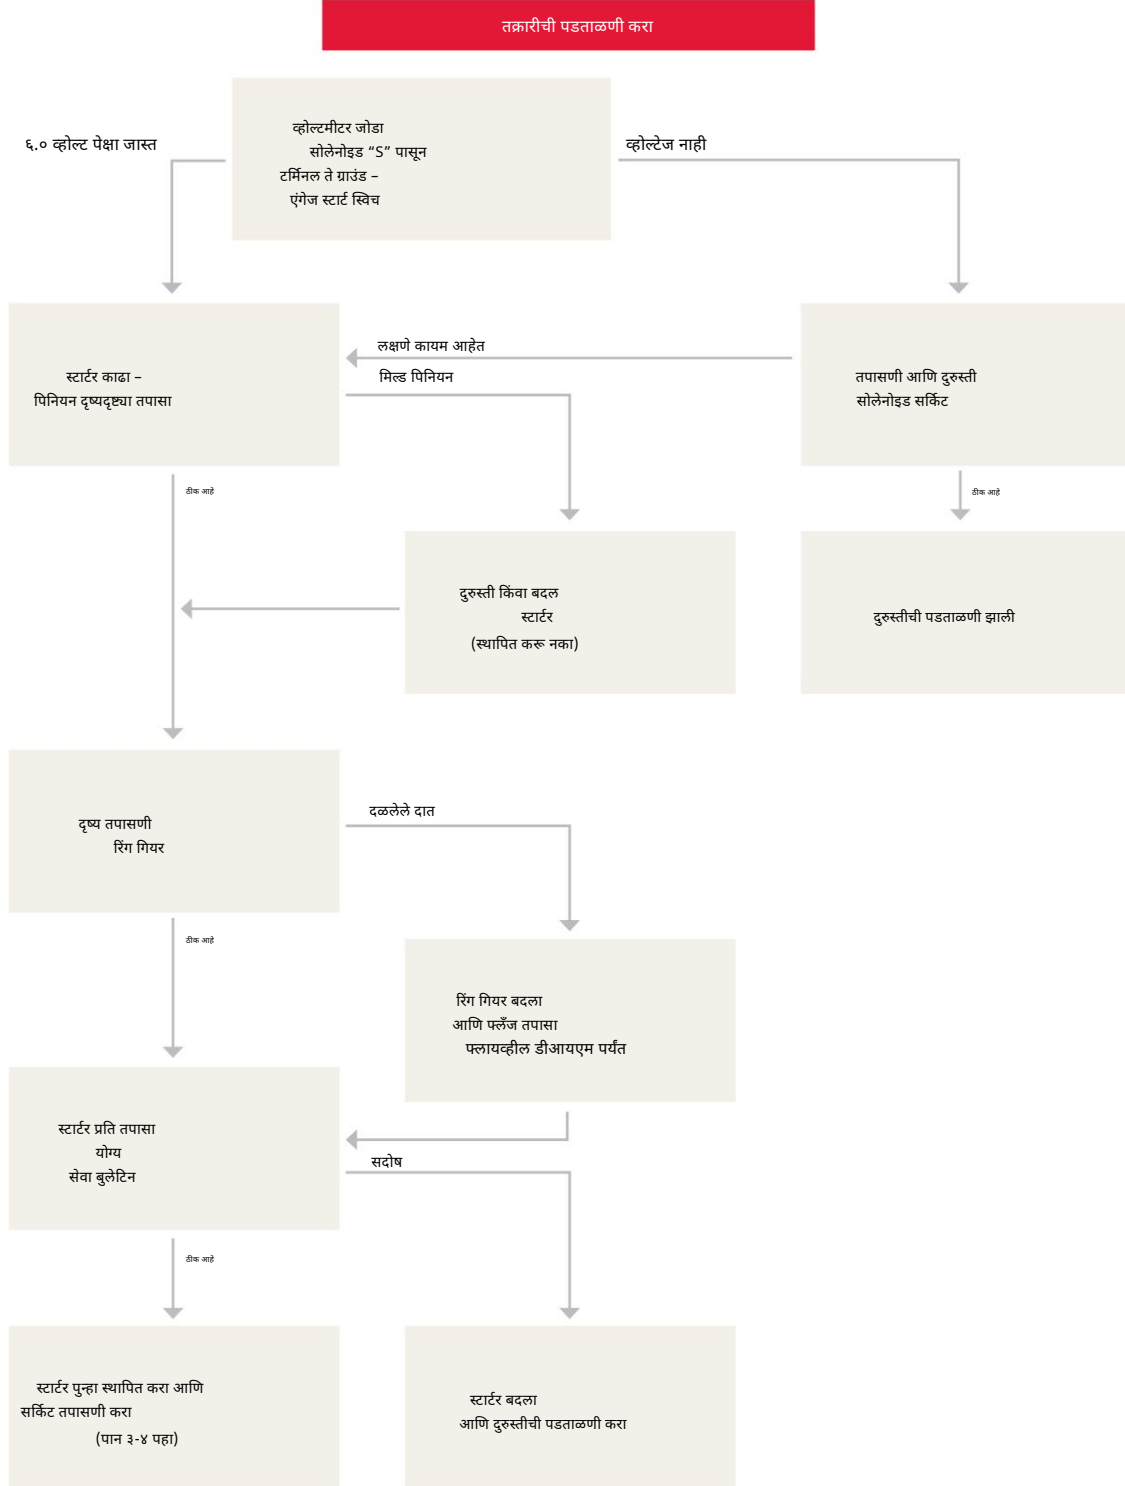 तक्रारीची पडताळणी करा
६.० व्होल्ट पेक्षा जास्त
व्होल्टमीटर जोडा
सोलेनोइड “S” पासून
टर्मिनल ते ग्राउंड –
एंगेज स्टार्ट स्विच
व्होल्टेज नाही
लक्षणे कायम आहेत
मिल्ड पिनियन
स्टार्टर काढा –
पिनियन दृष्यदृष्ट्या तपासा
तपासणी आणि दुरुस्ती
सोलेनोइड सर्किट
ठीक आहे
ठीक आहे
दुरुस्ती किंवा बदल
स्टार्टर
(स्थापित करू नका)
दुरुस्तीची पडताळणी झाली
दृष्य तपासणी
रिंग गियर
दळलेले दात
ठीक आहे
रिंग गियर बदला
आणि फ्लँज तपासा
फ्लायव्हील डीआयएम पर्यंत
स्टार्टर प्रति तपासा
योग्य
सेवा बुलेटिन
सदोष
ठीक आहे
स्टार्टर पुन्हा स्थापित करा आणि
सर्किट तपासणी करा
(पान ३-४ पहा)
स्टार्टर बदला
आणि दुरुस्तीची पडताळणी करा